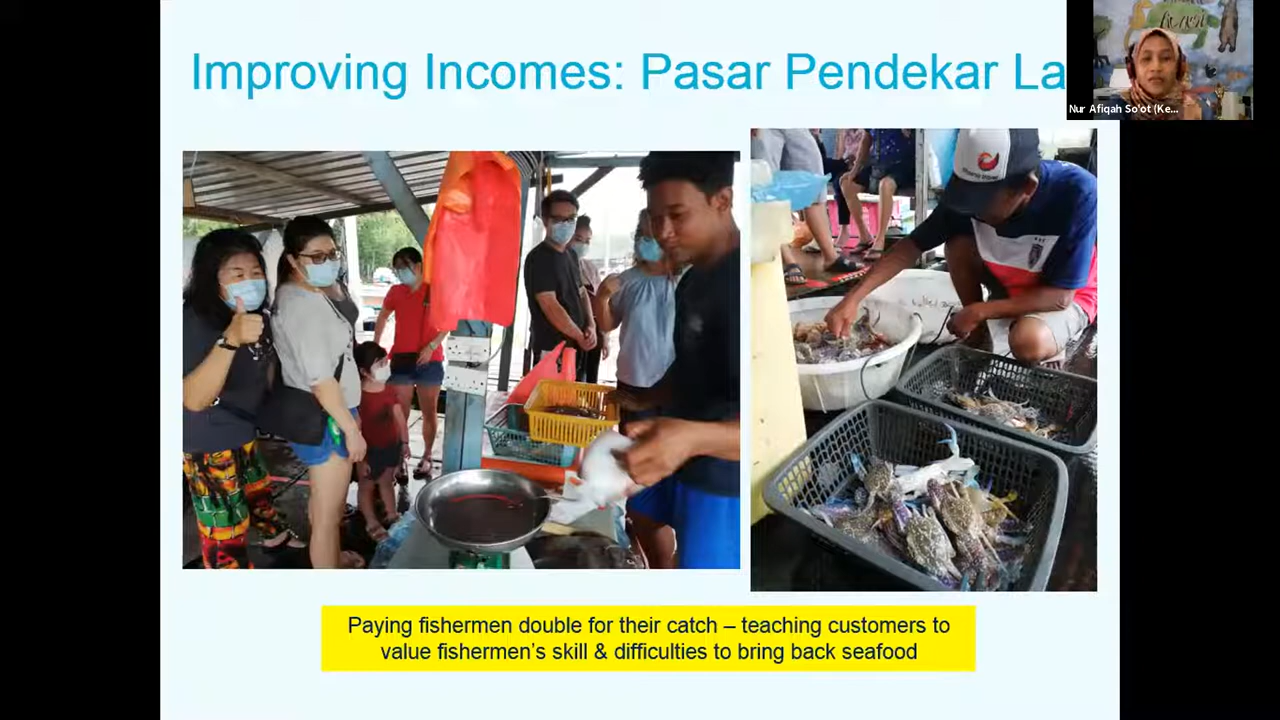 Improving Incomes: Pasar Pendekar La
Nur Afiqah So'ot (Ke...
Paying fishermen double for their catch – teaching customers to
value fishermen's skill & difficulties to bring back seafood